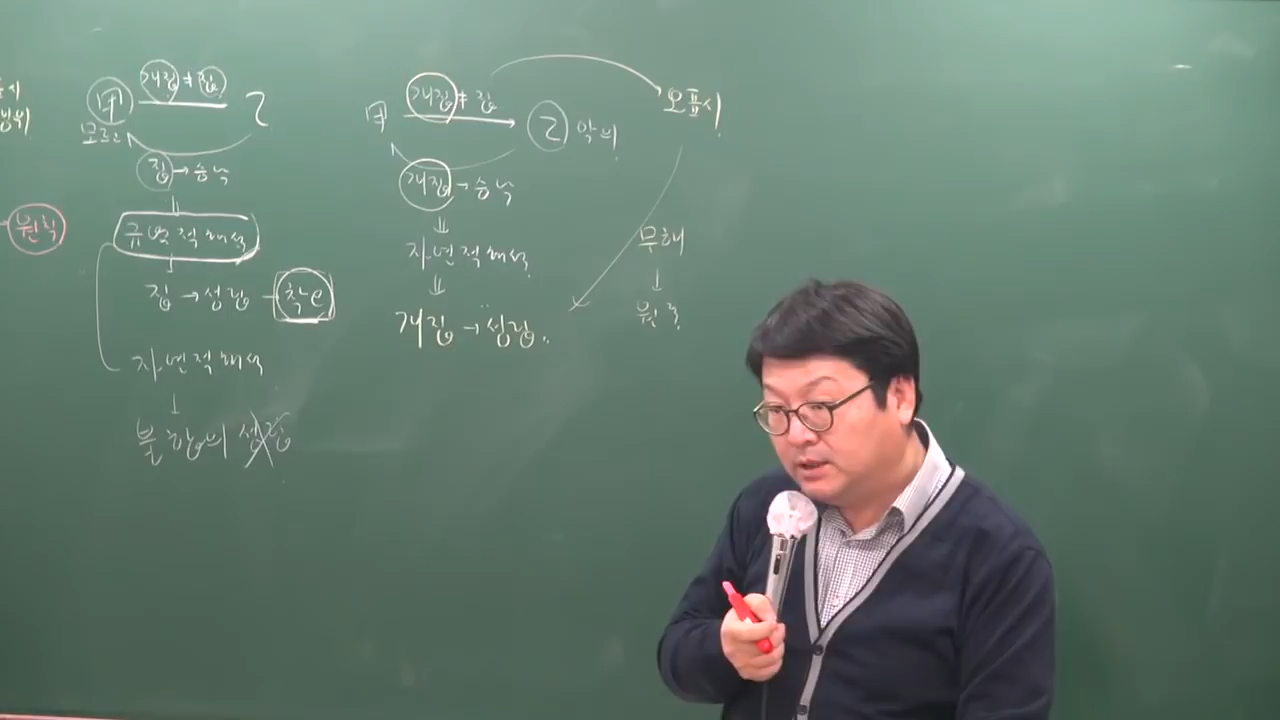 원칙
개집 ≠ 집
甲 乙
모르고
집 → 승낙
규범적해석
집 → 성립 - 착e
자연적해석
불합의 성립
개집 ≠ 집
甲 乙 악의
개집 → 승낙
자연적해석
개집 → 성립
오표시
무해
원칙